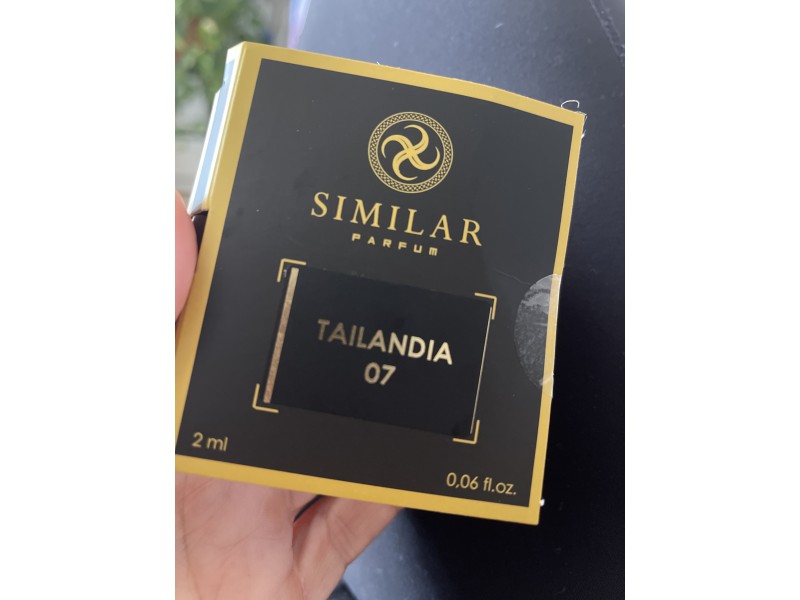 SIMILAR
PARFUM
TAILANDIA
07
2 ml
0,06 fl.oz.